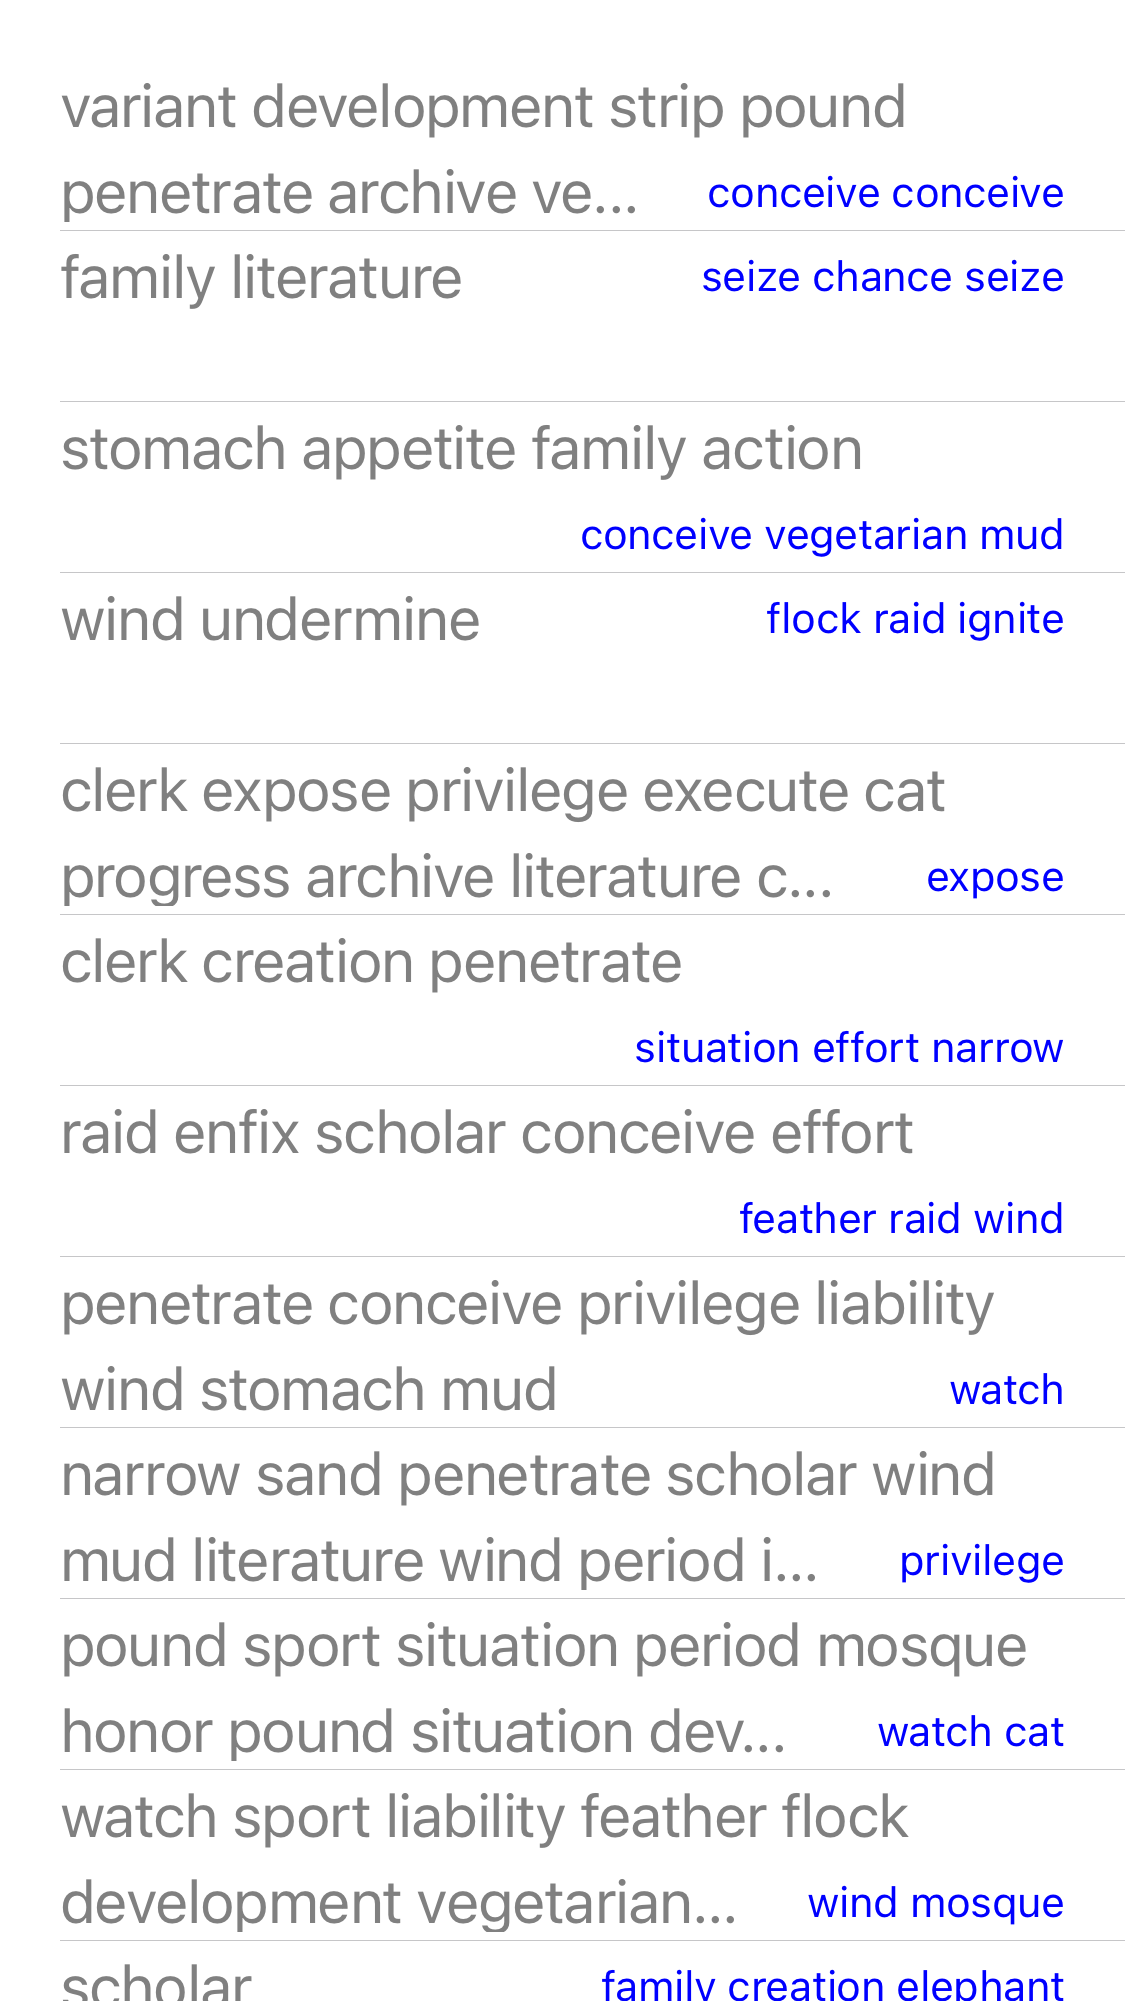 variant development strip pound
penetrate archive ve... conceive conceive
family literature seize chance seize
stomach appetite family action
conceive vegetarian mud
wind undermine flock raid ignite
clerk expose privilege execute cat
progress archive literature c... expose
clerk creation penetrate
situation effort narrow
raid enfix scholar conceive effort
feather raid wind
penetrate conceive privilege liability
wind stomach mud watch
narrow sand penetrate scholar wind
mud literature wind period i... privilege
pound sport situation period mosque
honor pound situation dev... watch cat
watch sport liability feather flock
development vegetarian... wind mosque
scholar family creation elephant